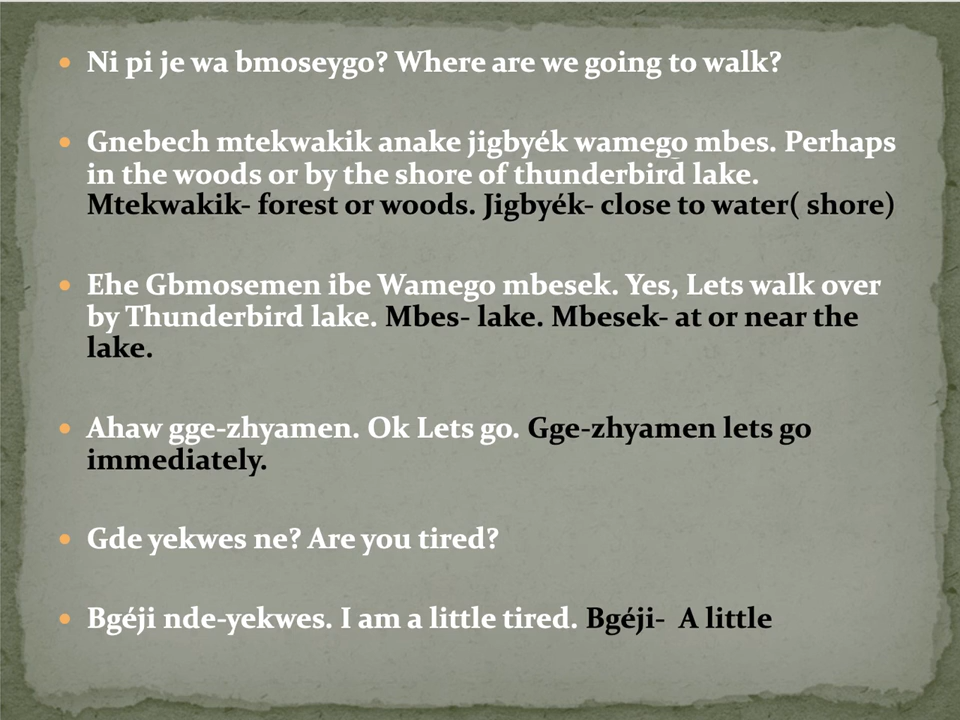 Ni pi je wa bmoseygo? Where are we going to walk?
Gnebech mtekwakik anake jigbyék wamego mbes. Perhaps
in the woods or by the shore of thunderbird lake.
Mtekwakik- forest or woods. Jigbyék- close to water( shore)
Ehe Gbmosemen ibe Wamego mbesek. Yes, Lets walk over
by Thunderbird lake. Mbes- lake. Mbesek- at or near the
lake.
Ahaw gge-zhyamen. Ok Lets go. Gge-zhyamen lets go
immediately.
Gde yekwes ne? Are you tired?
Bgéji nde-yekwes. I am a little tired. Bgéji- A little